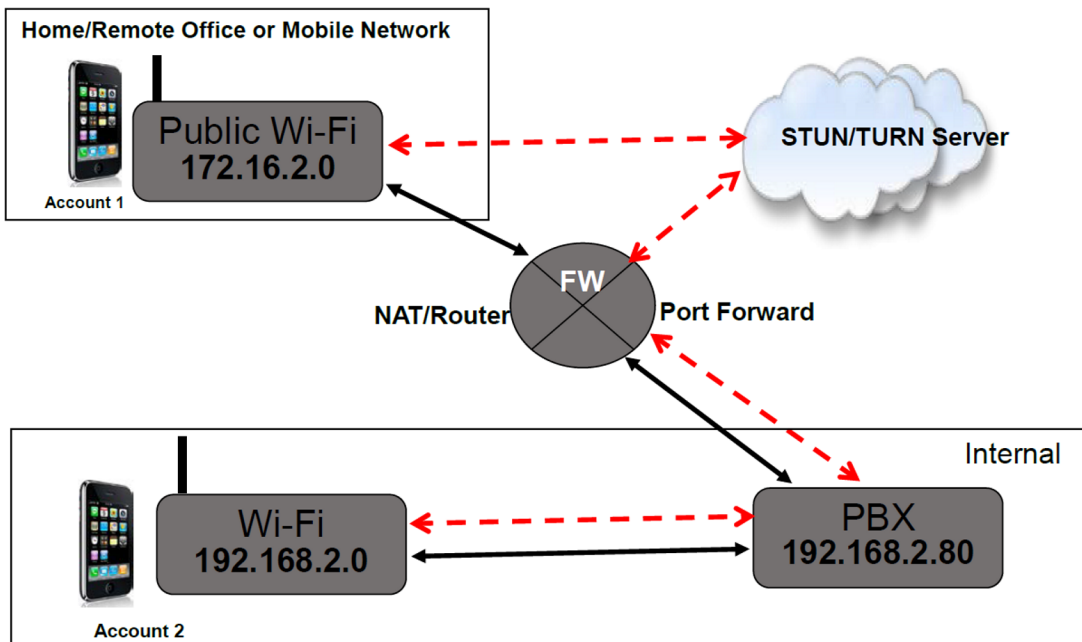 Home/Remote Office or Mobile Network
Public Wi-Fi
172.16.2.0
Account 1
STUN/TURN Server
FW
NAT/Router
Port Forward
Internal
Wi-Fi
192.168.2.0
PBX
192.168.2.80
Account 2